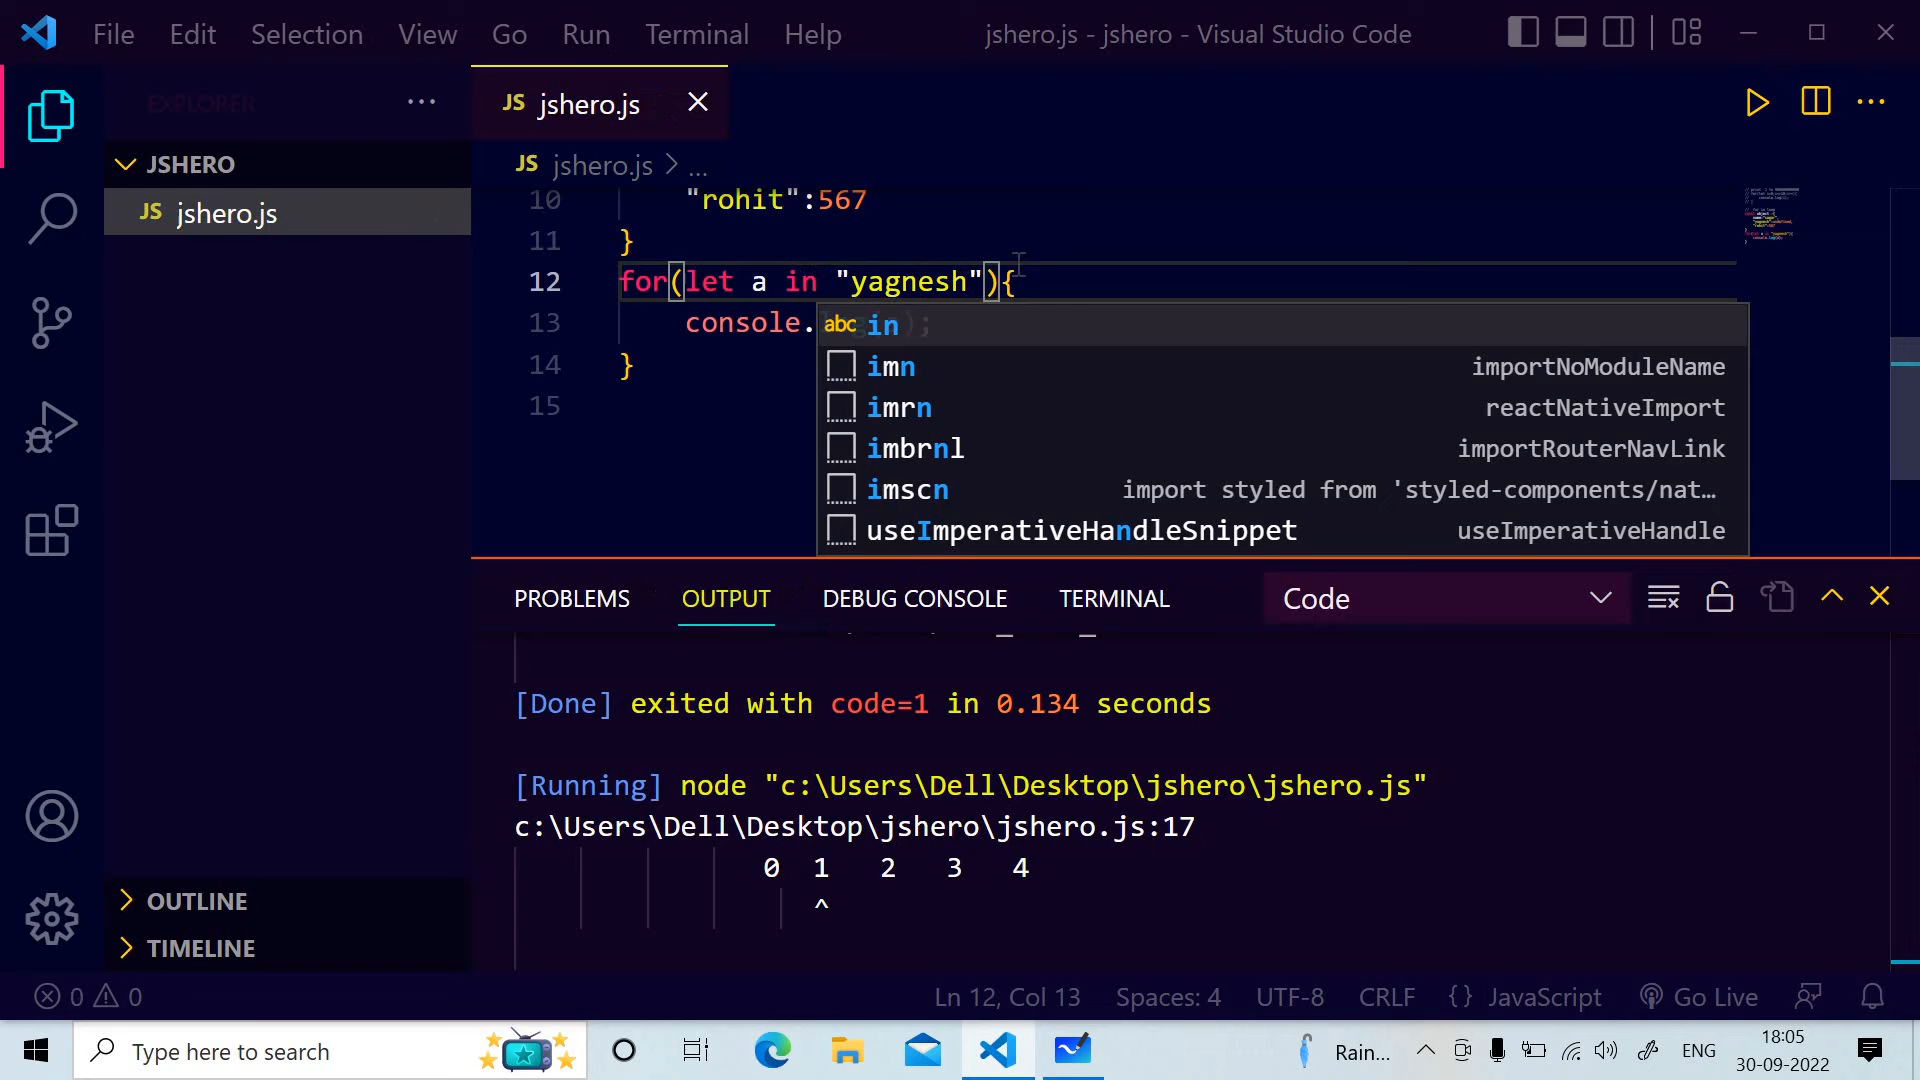 File Edit Selection View Go Run Terminal Help jshero.js - jshero - Visual Studio Code
EXPLORER ···
JS jshero.js
JSHERO
JS jshero.js
JS jshero.js > ...
10 "rohit":567
11 }
12 for(let a in "yagnesh"){
13 console.
14 }
15
abc in
imn importNoModuleName
imrn reactNativeImport
imbrnl importRouterNavLink
imscn import styled from 'styled-components/nat…
useImperativeHandleSnippet useImperativeHandle
PROBLEMS OUTPUT DEBUG CONSOLE TERMINAL Code
[Done] exited with code=1 in 0.134 seconds
[Running] node "c:\Users\Dell\Desktop\jshero\jshero.js"
c:\Users\Dell\Desktop\jshero\jshero.js:17
0 1 2 3 4
^
OUTLINE
TIMELINE
0 0 Ln 12, Col 13 Spaces: 4 UTF-8 CRLF {} JavaScript Go Live
Type here to search Rain... ENG 18:05
30-09-2022